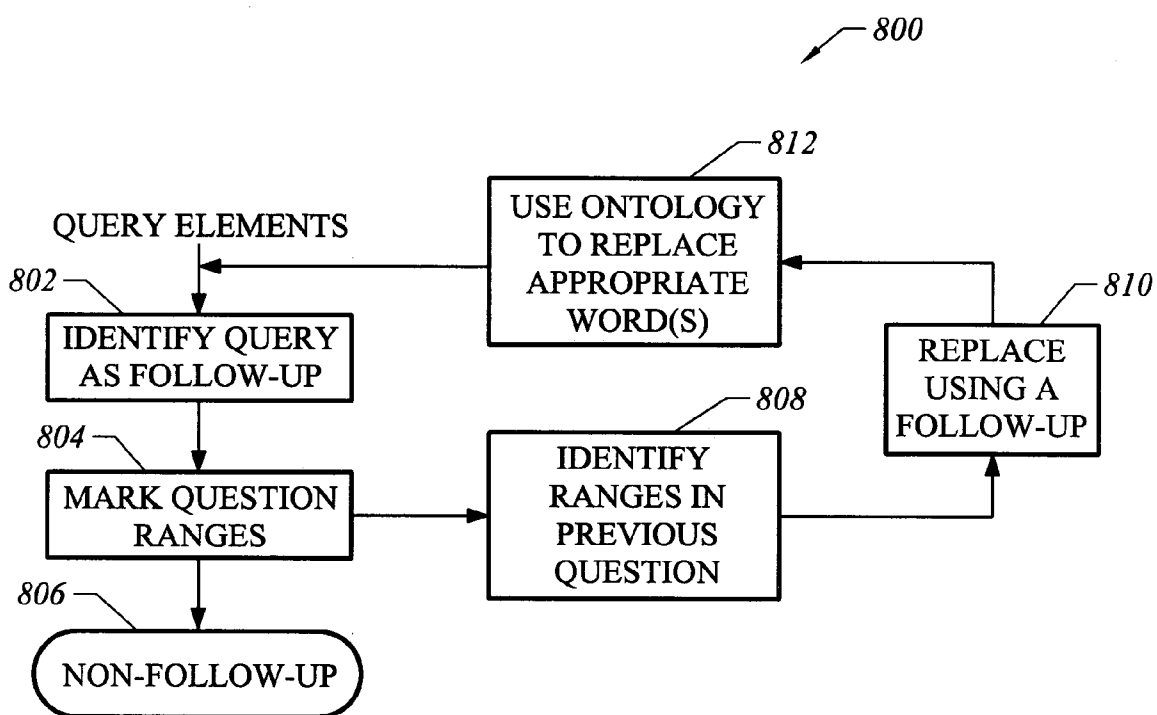 800
812
USE ONTOLOGY
TO REPLACE
APPROPRIATE
WORD(S)
QUERY ELEMENTS
802
IDENTIFY QUERY
AS FOLLOW-UP
810
REPLACE
USING A
FOLLOW-UP
804
MARK QUESTION
RANGES
808
IDENTIFY
RANGES IN
PREVIOUS
QUESTION
806
NON-FOLLOW-UP